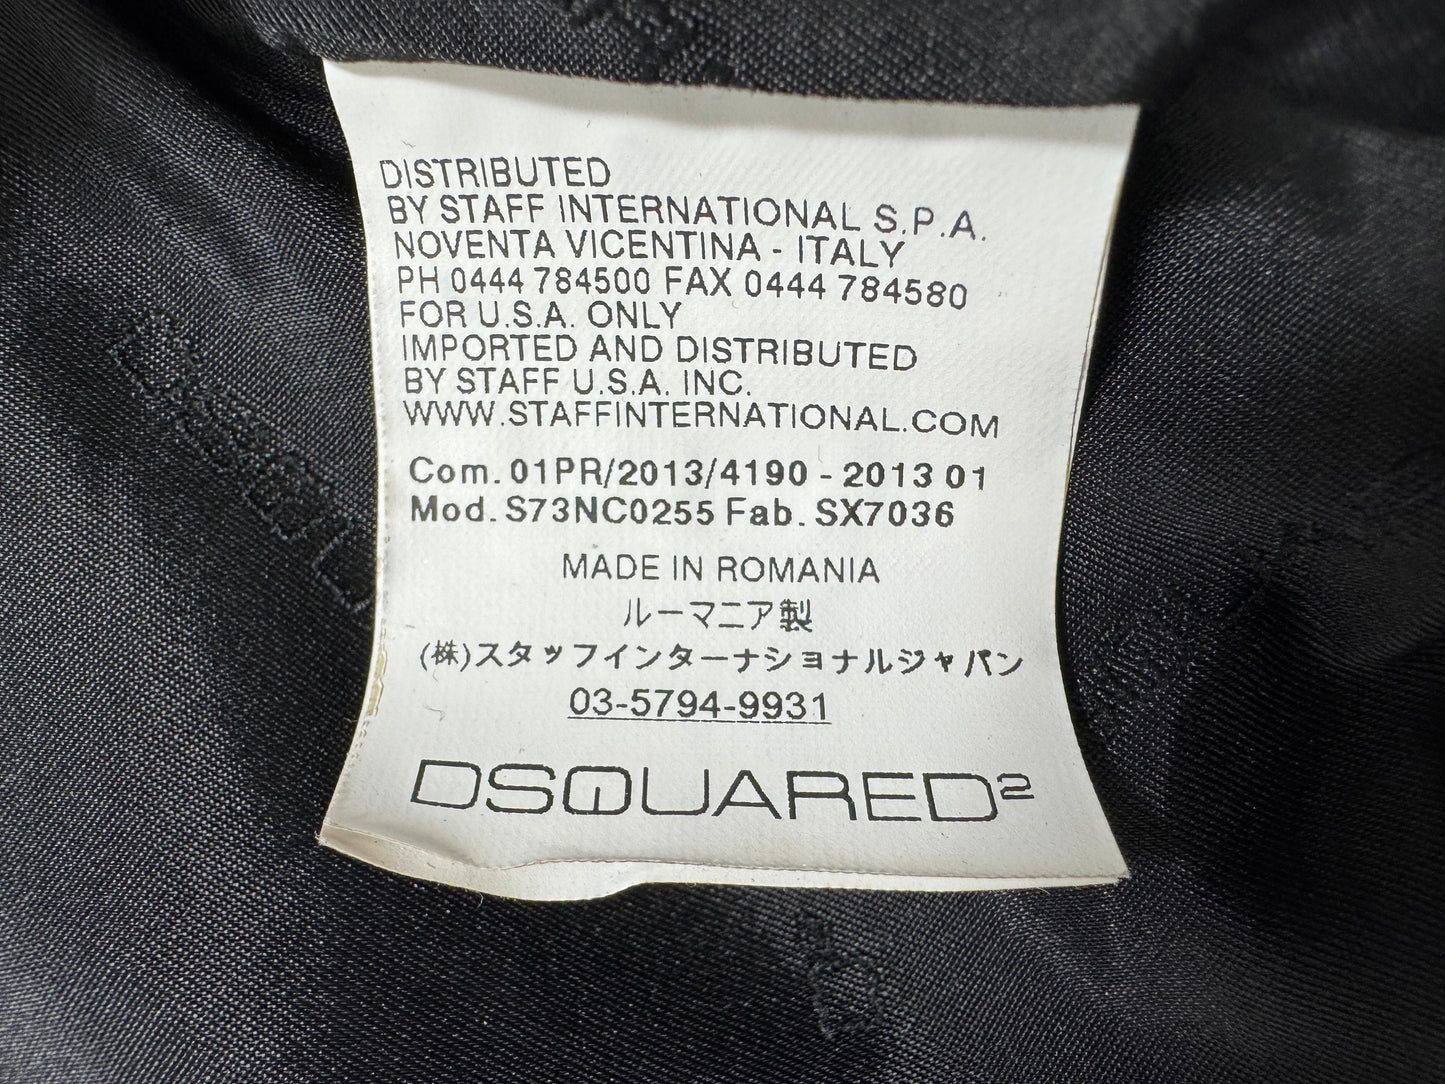 DISTRIBUTED
BY STAFF INTERNATIONAL S.P.A.
NOVENTA VICENTINA - ITALY
PH 0444 784500 FAX 0444 784580
FOR U.S.A. ONLY
IMPORTED AND DISTRIBUTED
BY STAFF U.S.A. INC.
WWW.STAFFINTERNATIONAL.COM
Com. 01PR/2013/4190 - 2013 01
Mod. S73NC0255 Fab. SX7036
MADE IN ROMANIA
ルーマニア製
(株)スタッフインターナショナルジャパン
03-5794-9931
DSQUARED²